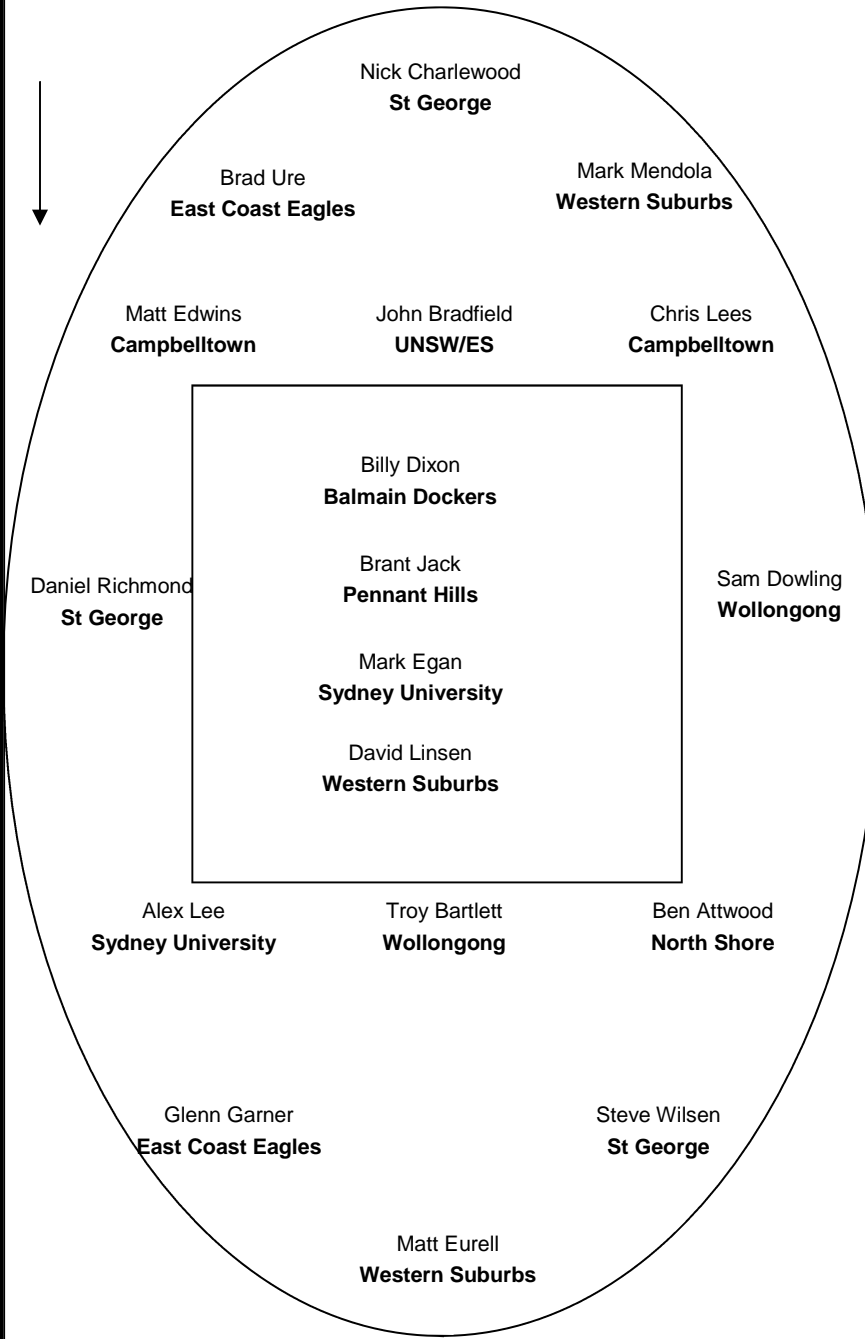 Nick Charlewood
St George
Brad Ure
East Coast Eagles
Mark Mendola
Western Suburbs
Matt Edwins
Campbelltown
John Bradfield
UNSW/ES
Chris Lees
Campbelltown
Billy Dixon
Balmain Dockers
Daniel Richmond
St George
Brant Jack
Pennant Hills
Sam Dowling
Wollongong
Mark Egan
Sydney University
David Linsen
Western Suburbs
Alex Lee
Sydney University
Troy Bartlett
Wollongong
Ben Attwood
North Shore
Glenn Garner
East Coast Eagles
Steve Wilsen
St George
Matt Eurell
Western Suburbs